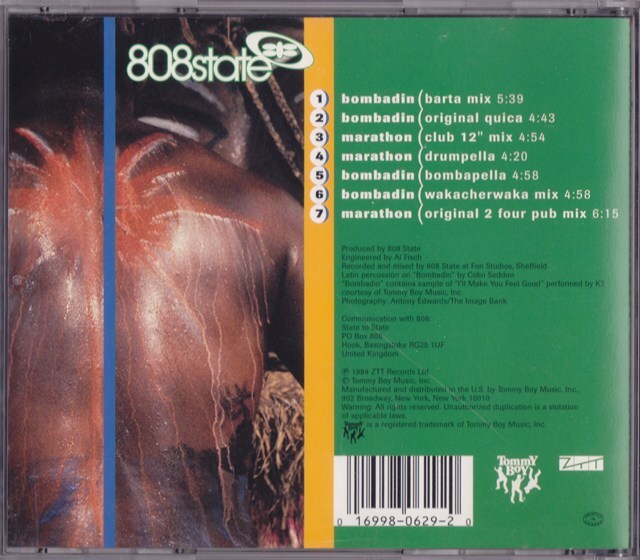 808state
1 bombadin (barta mix 5:39
2 bombadin (original quica 4:43
3 marathon (club 12" mix 4:54
4 marathon (drumpella 4:20
5 bombadin (bombapella 4:58
6 bombadin (wakacherwaka mix 4:58
7 marathon (original 2 four pub mix 6:15
Produced by 808 State
Engineered by Al Fisch
Recorded and mixed by 808 State at Fon Studios, Sheffield
Latin percussion on "Bombadin" by Colin Seddon
"Bombadin" contains sample of "I'll Make You Feel Good" performed by
courtesy of Tommy Boy Music, Inc
Photography: Antony Edwards/The Image Bank
Communication with 808:
State to State
PO Box 808
Hook, Basingstoke RG25 1UF
United Kingdom
℗ 1994 ZTT Records Ltd
© Tommy Boy Music, Inc.
Manufactured and distributed in the U.S. by Tommy Boy Music, Inc.,
902 Broadway, New York, New York 10010
Warning: All rights reserved. Unauthorized duplication is a violation
of applicable laws.
Tommy Boy is a registered trademark of Tommy Boy Music, Inc.
Tommy Boy
ZTT
0 16998-0629-2 0